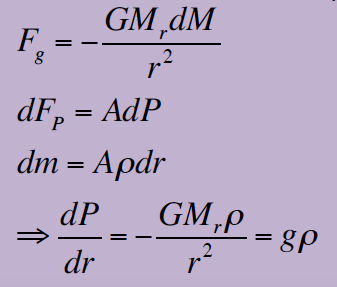 F_g = - GM_r dM / r^2
dF_P = AdP
dm = Aρdr
⇒ dP/dr = - GM_r ρ / r^2 = gρ